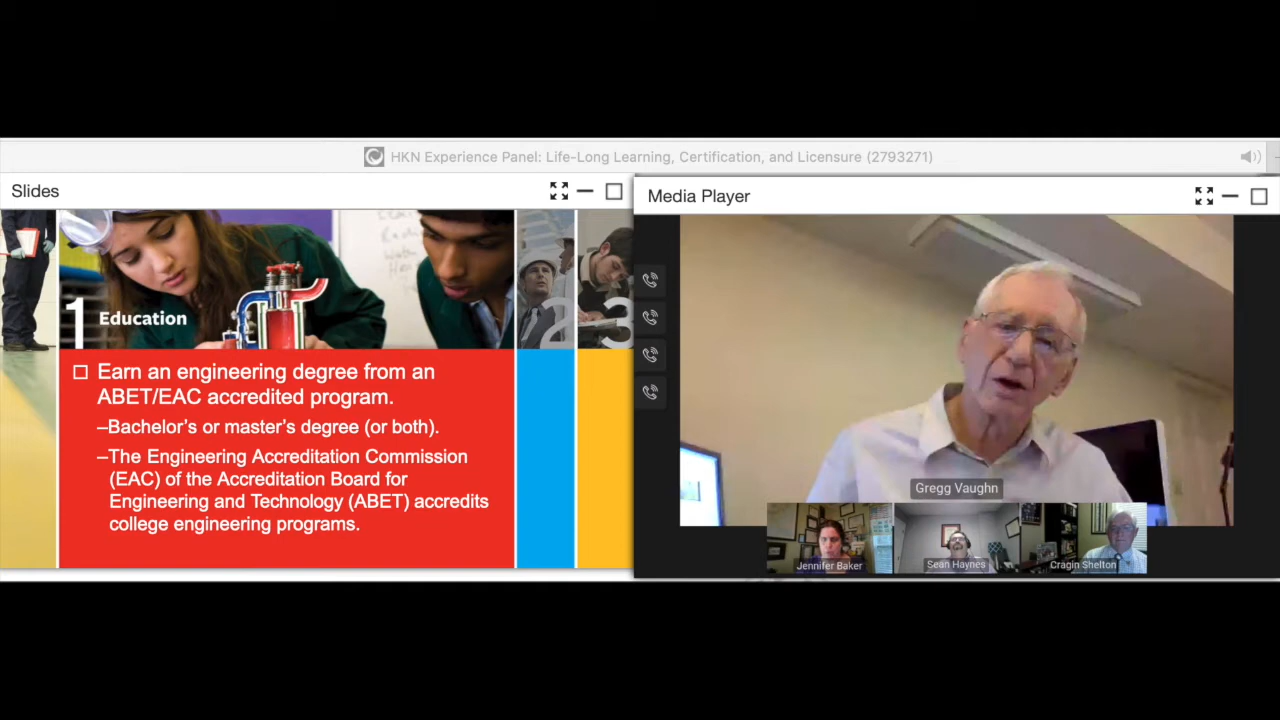 HKN Experience Panel: Life-Long Learning, Certification, and Licensure (2793271)
Slides
Media Player
1 Education
2
3
Earn an engineering degree from an
ABET/EAC accredited program.
–Bachelor's or master's degree (or both).
–The Engineering Accreditation Commission
(EAC) of the Accreditation Board for
Engineering and Technology (ABET) accredits
college engineering programs.
Gregg Vaughn
Jennifer Baker
Sean Haynes
Cragin Shelton